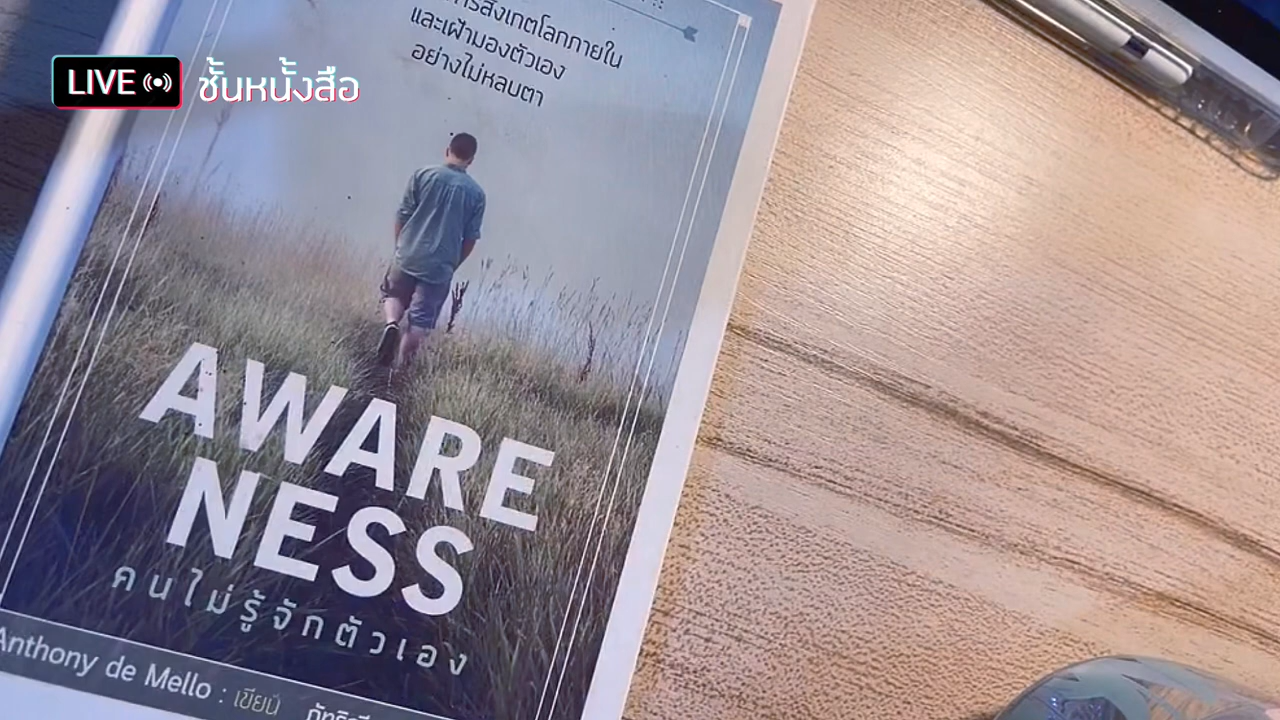 LIVE ชั้นหนั้งสือ
และเฝ้ามองตัวเอง
อย่างไม่หลบตา
AWARE
NESS
คนไม่รู้จักตัวเอง
Anthony de Mello : เขียน